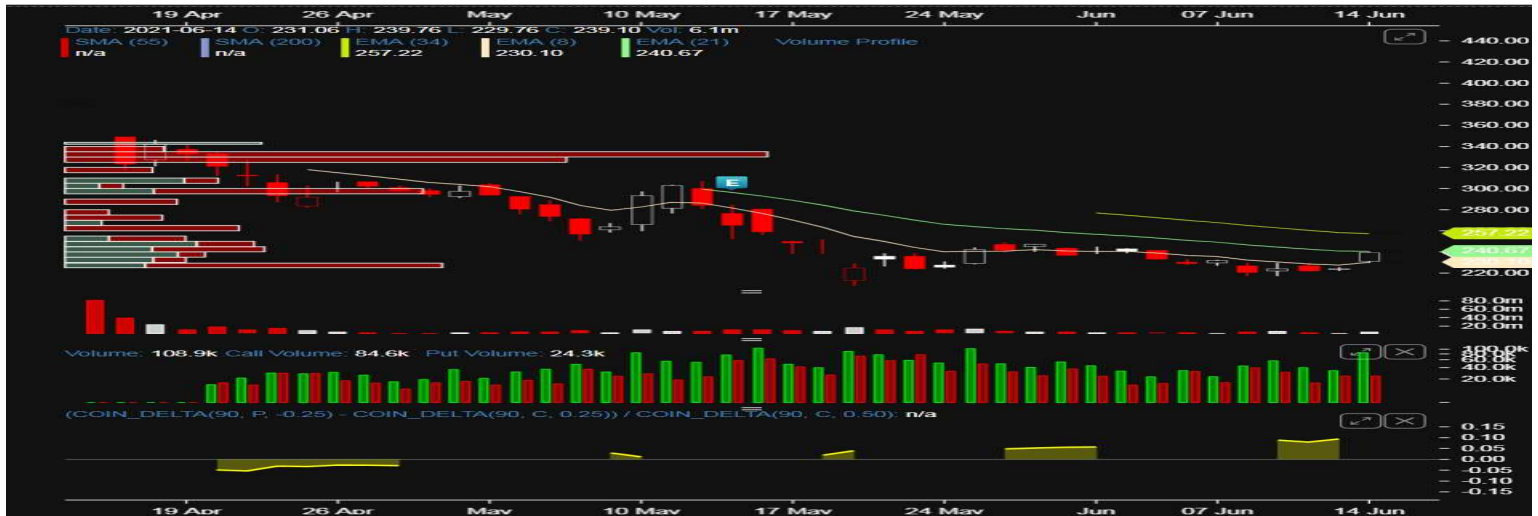 19 Apr 26 Apr May 10 May 17 May 24 May Jun 07 Jun 14 Jun
Date: 2021-06-14 O: 231.06 H: 239.76 L: 229.76 C: 239.10 Vol: 6.1m
SMA (55) SMA (200) EMA (34) EMA (8) EMA (21) Volume Profile
n/a n/a 257.22 230.10 240.67
440.00
420.00
400.00
380.00
360.00
340.00
320.00
300.00
E
280.00
257.22
240.67
220.00
80.0m
60.0m
40.0m
20.0m
Volume: 108.9k Call Volume: 84.6k Put Volume: 24.3k
100.0k
60.0k
40.0k
20.0k
(COIN_DELTA(90, P, -0.25) - COIN_DELTA(90, C, 0.25)) / COIN_DELTA(90, C, 0.50): n/a
0.15
0.10
0.05
0.00
-0.05
-0.10
-0.15
19 Apr 26 Apr May 10 May 17 May 24 May Jun 07 Jun 14 Jun